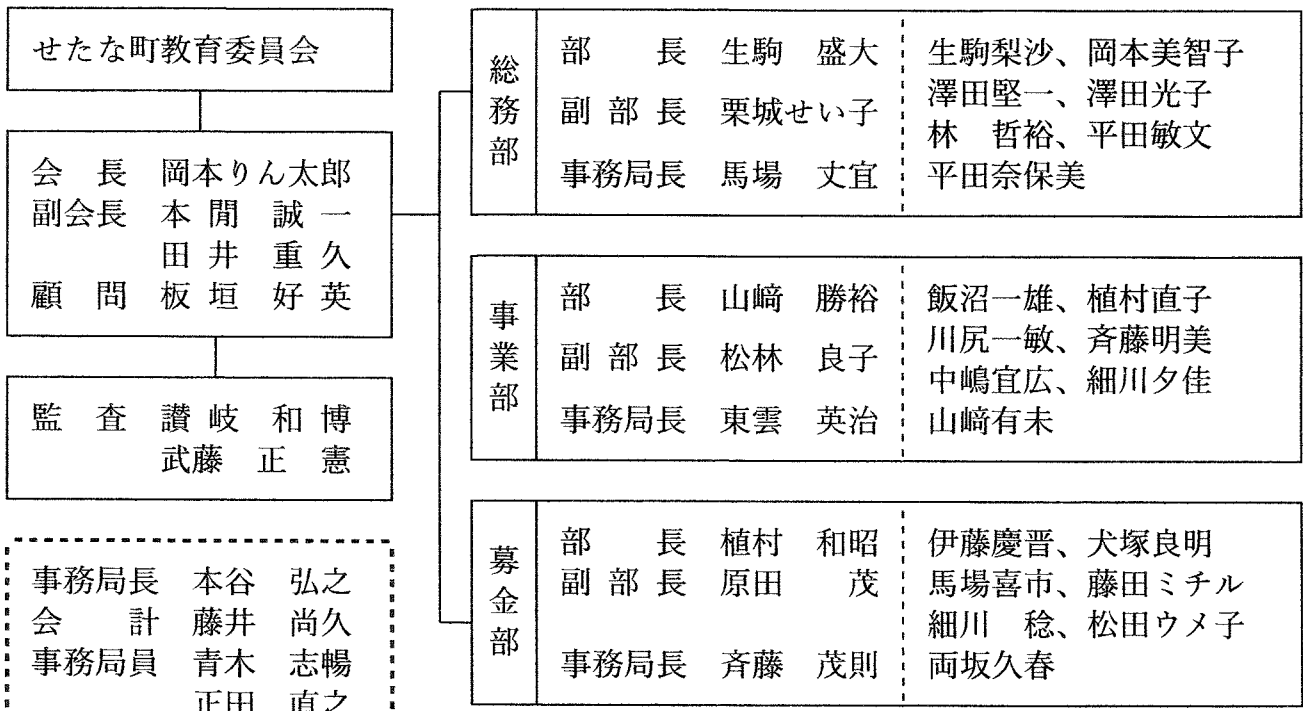 せたな町教育委員会
会　長　岡本りん太郎
副会長　本 間　誠 一
田 井　重 久
顧　問　板 垣　好 英
監　査　讃 岐　和 博
武藤　正　憲
事務局長　本谷　弘之
会　　計　藤井　尚久
事務局員　青木　志暢
正田　直之
総務部
部　　長　生駒　盛大
副 部 長　栗城せい子
事務局長　馬場　丈宜
生駒梨沙、岡本美智子
澤田堅一、澤田光子
林　哲裕、平田敏文
平田奈保美
事業部
部　　長　山﨑　勝裕
副 部 長　松林　良子
事務局長　東雲　英治
飯沼一雄、植村直子
川尻一敏、斉藤明美
中嶋宜広、細川夕佳
山﨑有未
募金部
部　　長　植村　和昭
副 部 長　原田　　茂
事務局長　斉藤　茂則
伊藤慶晋、犬塚良明
馬場喜市、藤田ミチル
細川　稔、松田ウメ子
両坂久春